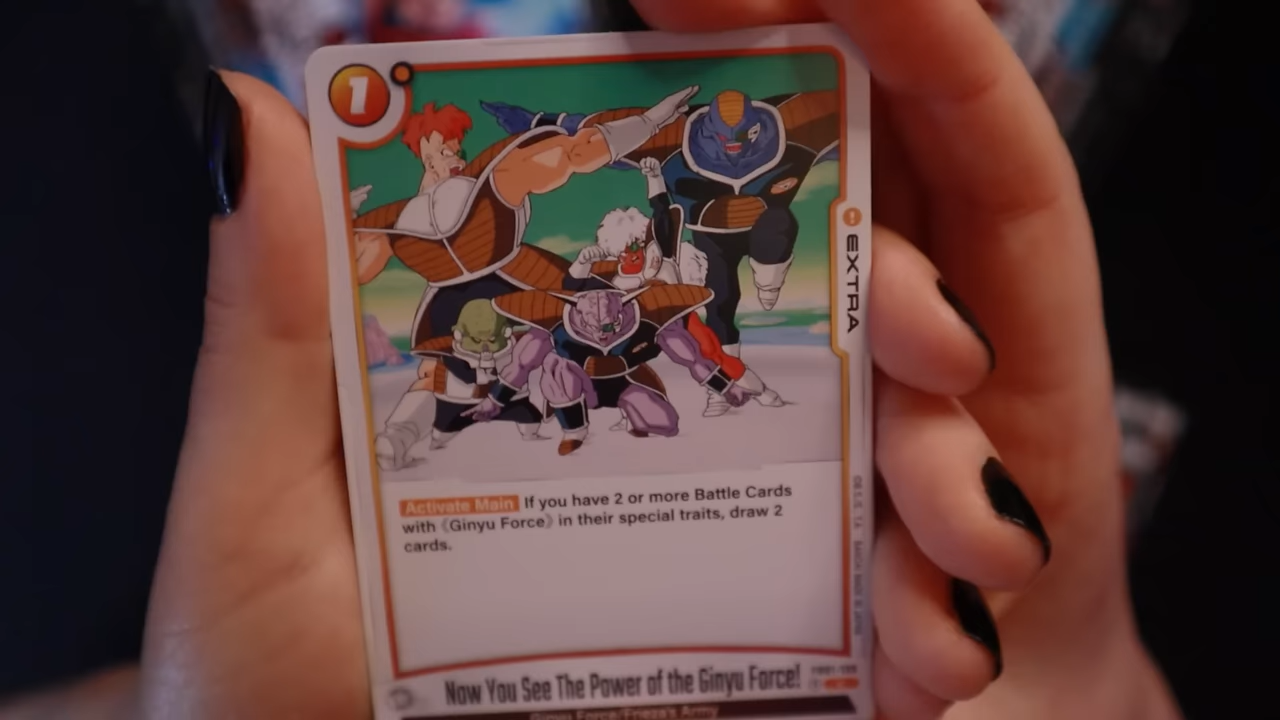 1
EXTRA
Activate Main If you have 2 or more Battle Cards
with 《Ginyu Force》 in their special traits, draw 2
cards.
Now You See The Power of the Ginyu Force!
Ginyu Force/Frieza's Army